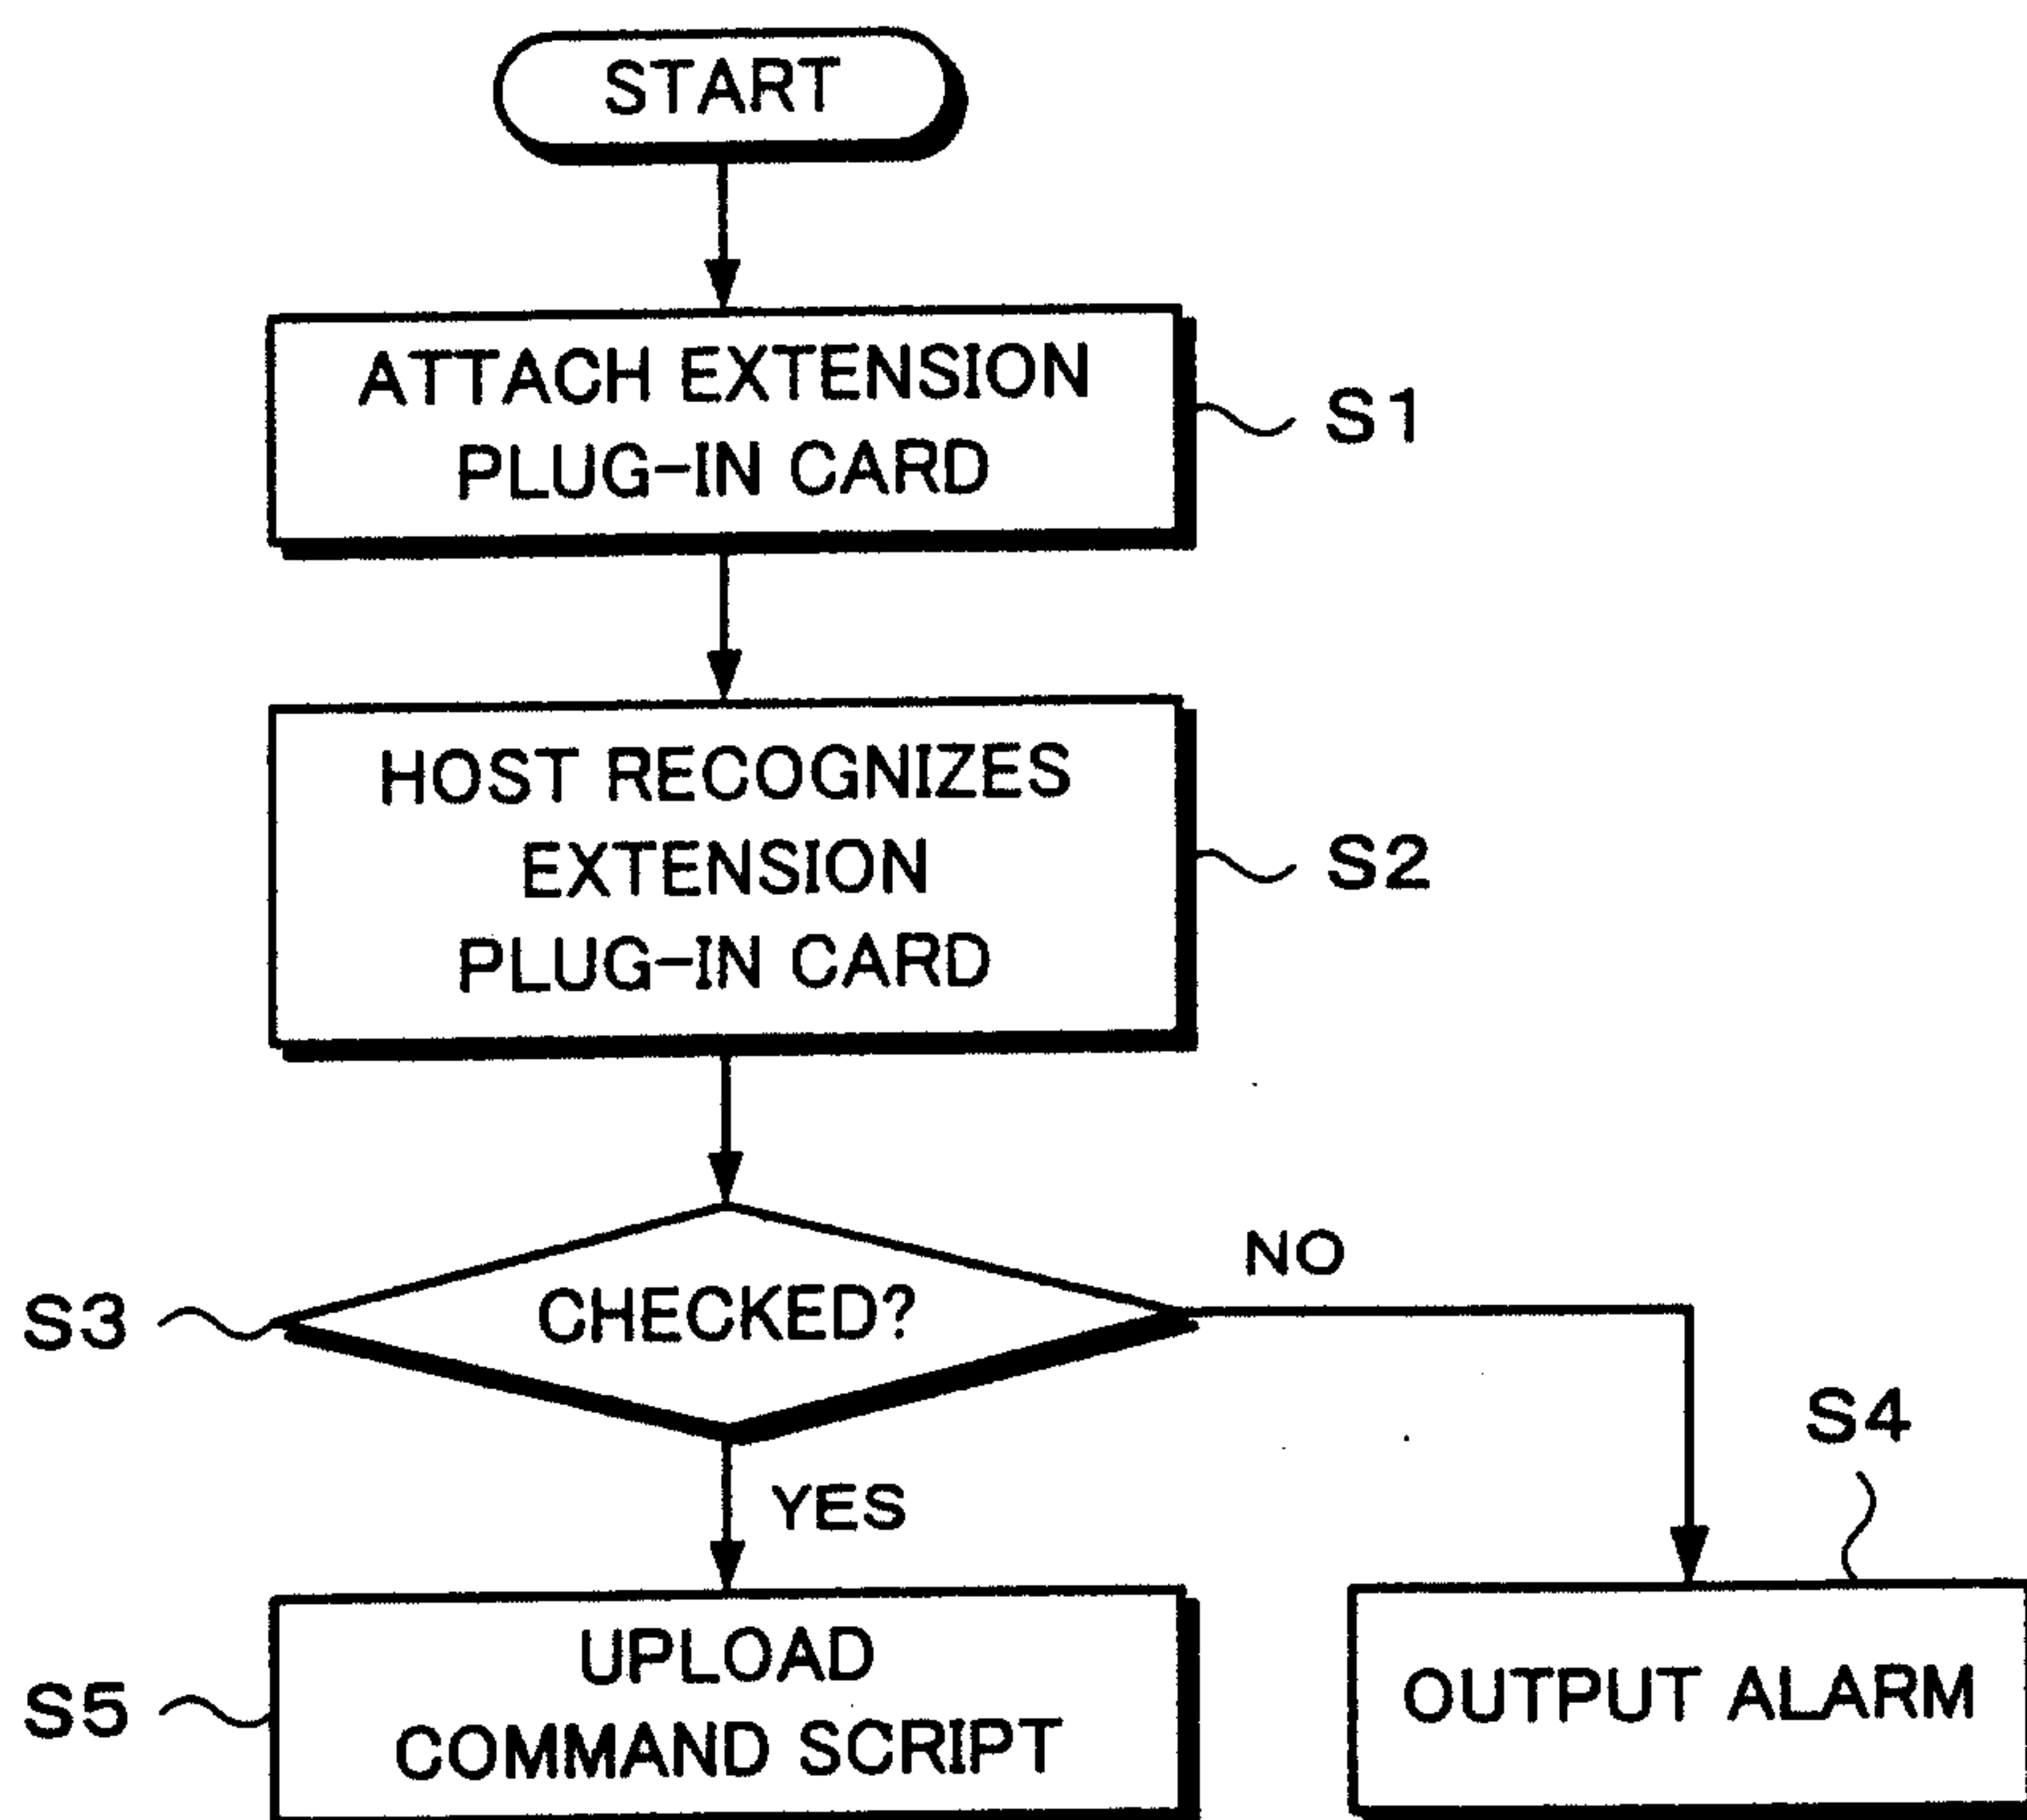 START
ATTACH EXTENSION
PLUG-IN CARD
S1
HOST RECOGNIZES
EXTENSION
PLUG-IN CARD
S2
S3
CHECKED?
NO
YES
S4
S5
UPLOAD
COMMAND SCRIPT
OUTPUT ALARM